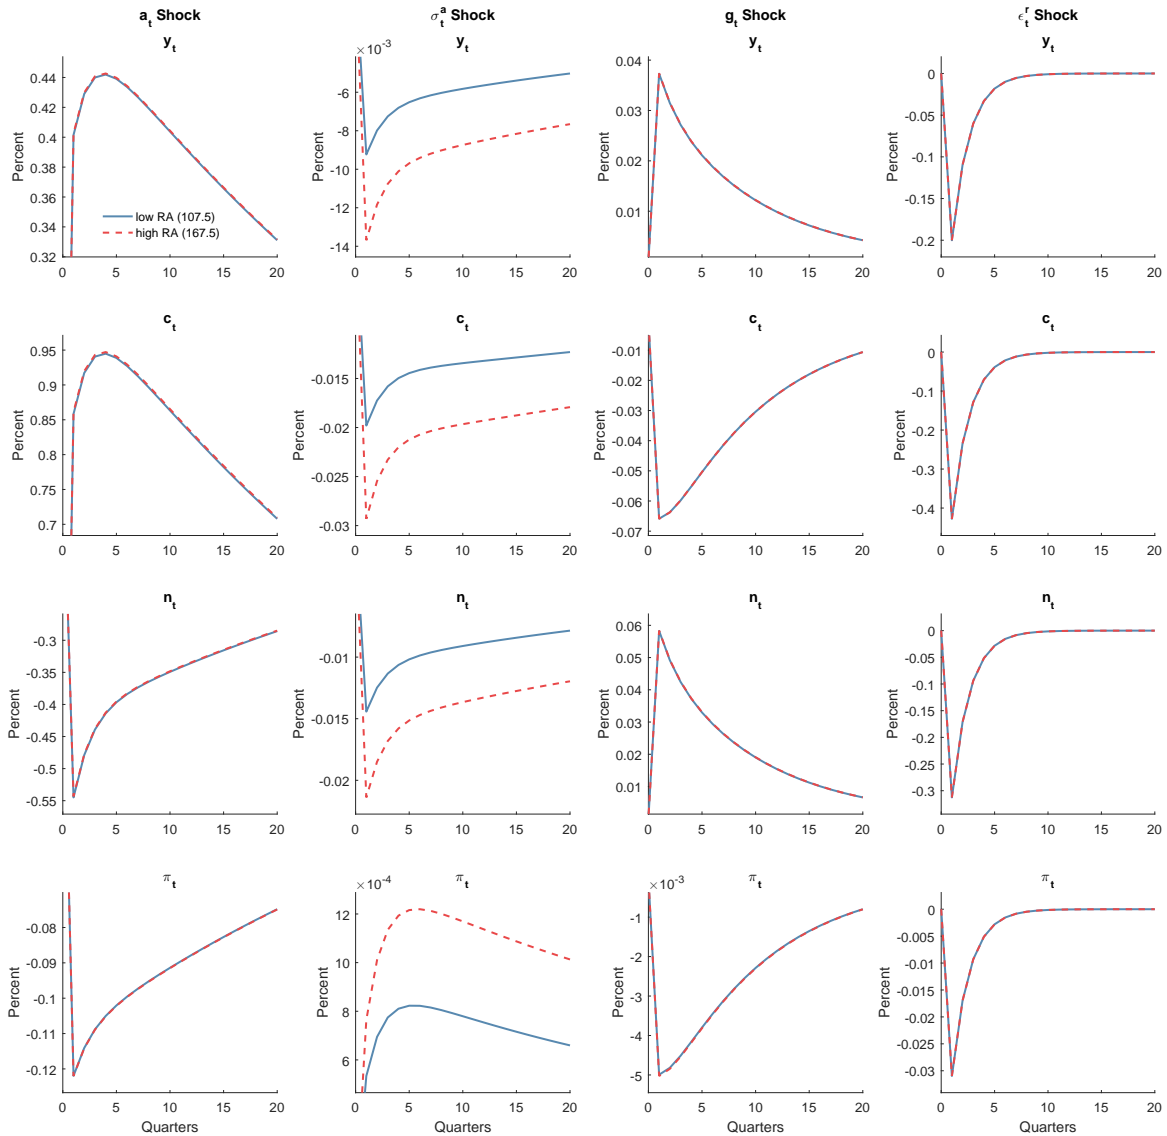 a_t Shock
σ_t^a Shock
g_t Shock
ϵ_t^r Shock
y_t
y_t
y_t
y_t
×10^-3
Percent
0.44
0.42
0.4
0.38
0.36
0.34
0.32
low RA (107.5)
high RA (167.5)
0 5 10 15 20
Percent
-6
-8
-10
-12
-14
0 5 10 15 20
Percent
0.04
0.03
0.02
0.01
0 5 10 15 20
Percent
0
-0.05
-0.1
-0.15
-0.2
0 5 10 15 20
c_t
c_t
c_t
c_t
Percent
0.95
0.9
0.85
0.8
0.75
0.7
0 5 10 15 20
Percent
-0.015
-0.02
-0.025
-0.03
0 5 10 15 20
Percent
-0.01
-0.02
-0.03
-0.04
-0.05
-0.06
-0.07
0 5 10 15 20
Percent
0
-0.1
-0.2
-0.3
-0.4
0 5 10 15 20
n_t
n_t
n_t
n_t
Percent
-0.3
-0.35
-0.4
-0.45
-0.5
-0.55
0 5 10 15 20
Percent
-0.01
-0.015
-0.02
0 5 10 15 20
Percent
0.06
0.05
0.04
0.03
0.02
0.01
0 5 10 15 20
Percent
0
-0.05
-0.1
-0.15
-0.2
-0.25
-0.3
0 5 10 15 20
π_t
π_t
π_t
π_t
Percent
-0.08
-0.09
-0.1
-0.11
-0.12
0 5 10 15 20
Quarters
×10^-4
Percent
12
10
8
6
0 5 10 15 20
Quarters
×10^-3
Percent
-1
-2
-3
-4
-5
0 5 10 15 20
Quarters
Percent
0
-0.005
-0.01
-0.015
-0.02
-0.025
-0.03
0 5 10 15 20
Quarters